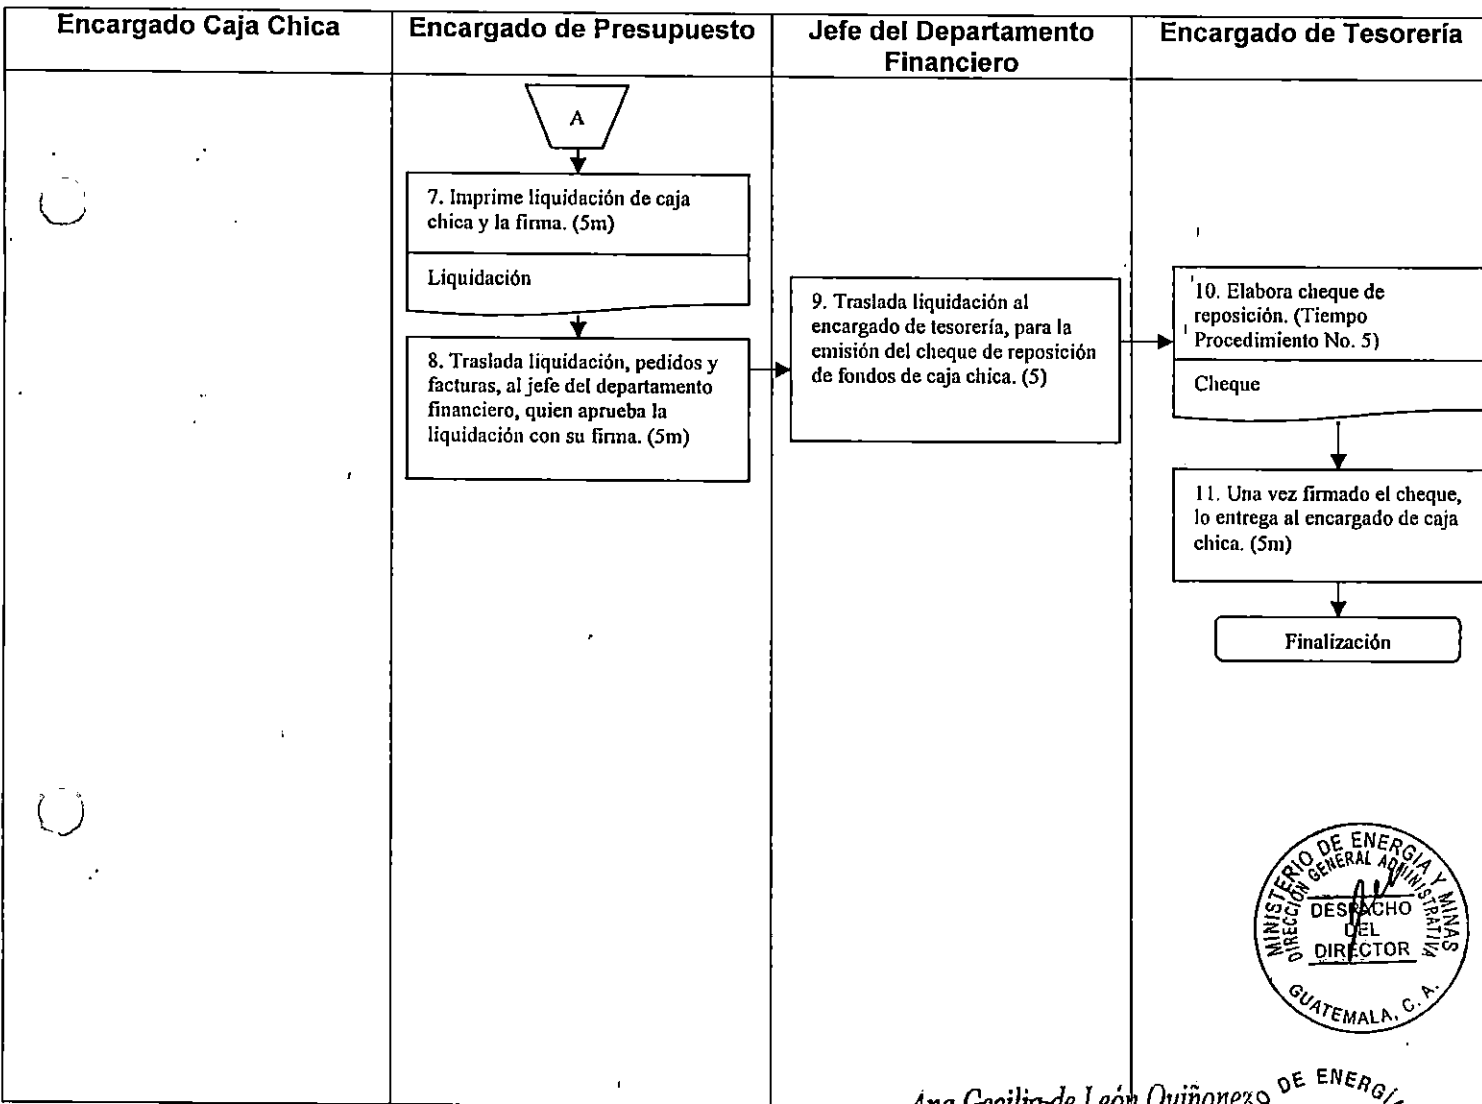 Encargado Caja Chica
Encargado de Presupuesto
Jefe del Departamento
Financiero
Encargado de Tesorería
A
7. Imprime liquidación de caja
chica y la firma. (5m)
Liquidación
8. Traslada liquidación, pedidos y
facturas, al jefe del departamento
financiero, quien aprueba la
liquidación con su firma. (5m)
9. Traslada liquidación al
encargado de tesorería, para la
emisión del cheque de reposición
de fondos de caja chica. (5)
10. Elabora cheque de
reposición. (Tiempo
Procedimiento No. 5)
Cheque
11. Una vez firmado el cheque,
lo entrega al encargado de caja
chica. (5m)
Finalización
MINISTERIO DE ENERGIA Y MINAS
DIRECCIÓN GENERAL ADMINISTRATIVA
DESPACHO
DEL
DIRECTOR
GUATEMALA, C. A.
Ana Cecilia de León Quiñonez
DE ENERGÍA